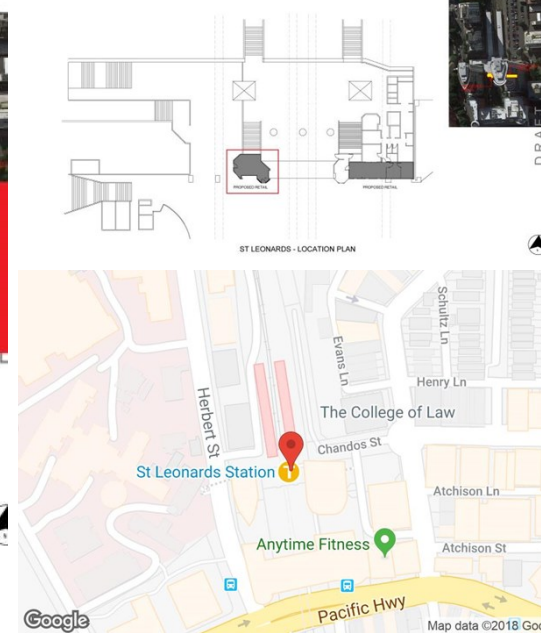 DRAFT
PROPOSED RETAIL
PROPOSED RETAIL
ST LEONARDS - LOCATION PLAN
Schultz Ln
Evans Ln
Henry Ln
Herbert St
The College of Law
Chandos St
St Leonards Station
Atchison Ln
Anytime Fitness
Atchison St
Pacific Hwy
Google
Map data ©2018 Goo